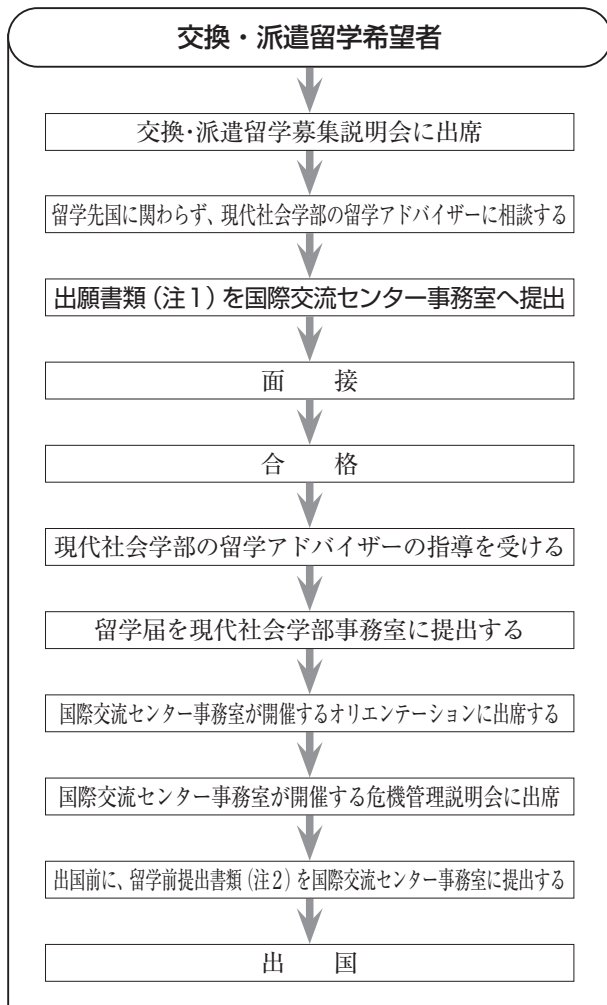 交換・派遣留学希望者
交換・派遣留学募集説明会に出席
留学先国に関わらず、現代社会学部の留学アドバイザーに相談する
出願書類（注１）を国際交流センター事務室へ提出
面　　接
合　　格
現代社会学部の留学アドバイザーの指導を受ける
留学届を現代社会学部事務室に提出する
国際交流センター事務室が開催するオリエンテーションに出席する
国際交流センター事務室が開催する危機管理説明会に出席
出国前に、留学前提出書類（注２）を国際交流センター事務室に提出する
出　　国